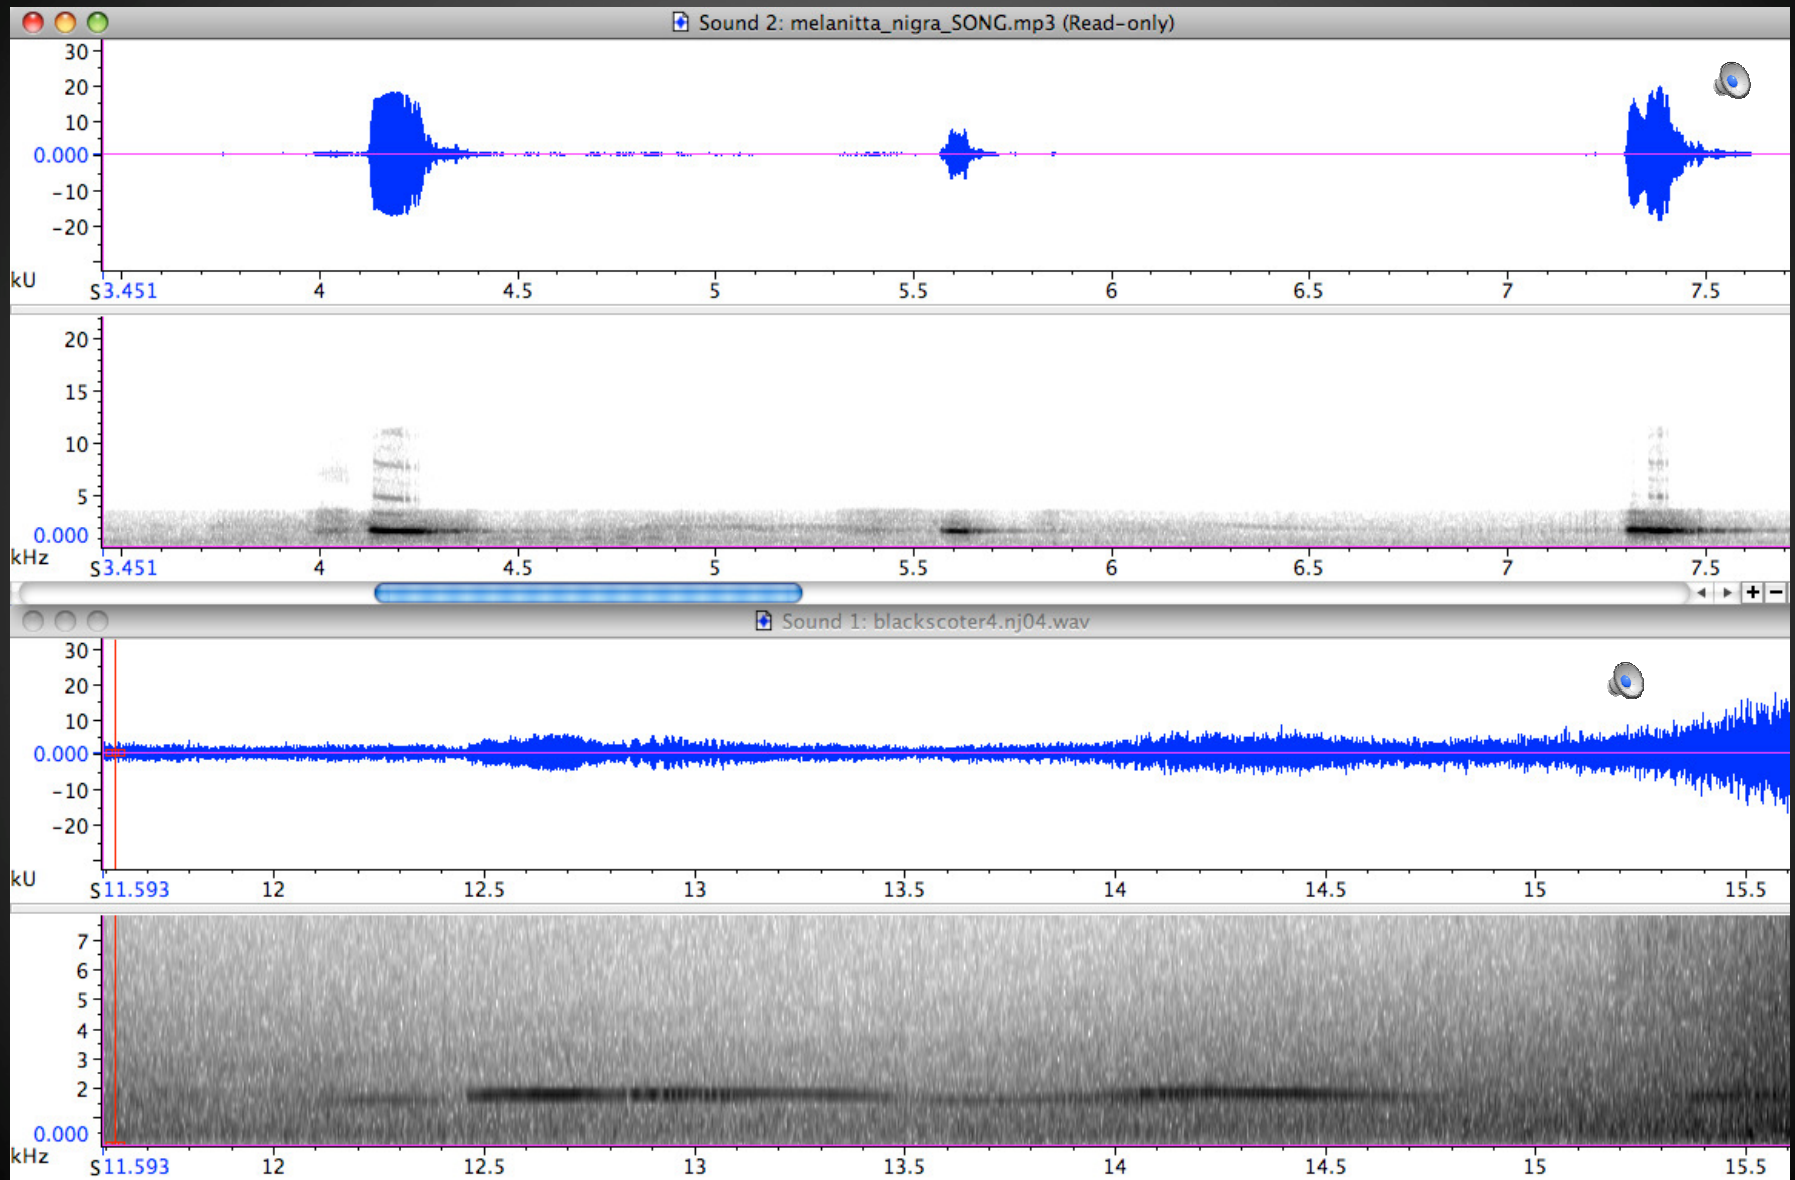 Sound 2: melanitta_nigra_SONG.mp3 (Read-only)
30
20
10
0.000
-10
-20
kU
S3.451 4 4.5 5 5.5 6 6.5 7 7.5
20
15
10
5
0.000
kHz
S3.451 4 4.5 5 5.5 6 6.5 7 7.5
Sound 1: blackscoter4.nj04.wav
30
20
10
0.000
-10
-20
kU
S11.593 12 12.5 13 13.5 14 14.5 15 15.5
7
6
5
4
3
2
0.000
kHz
S11.593 12 12.5 13 13.5 14 14.5 15 15.5